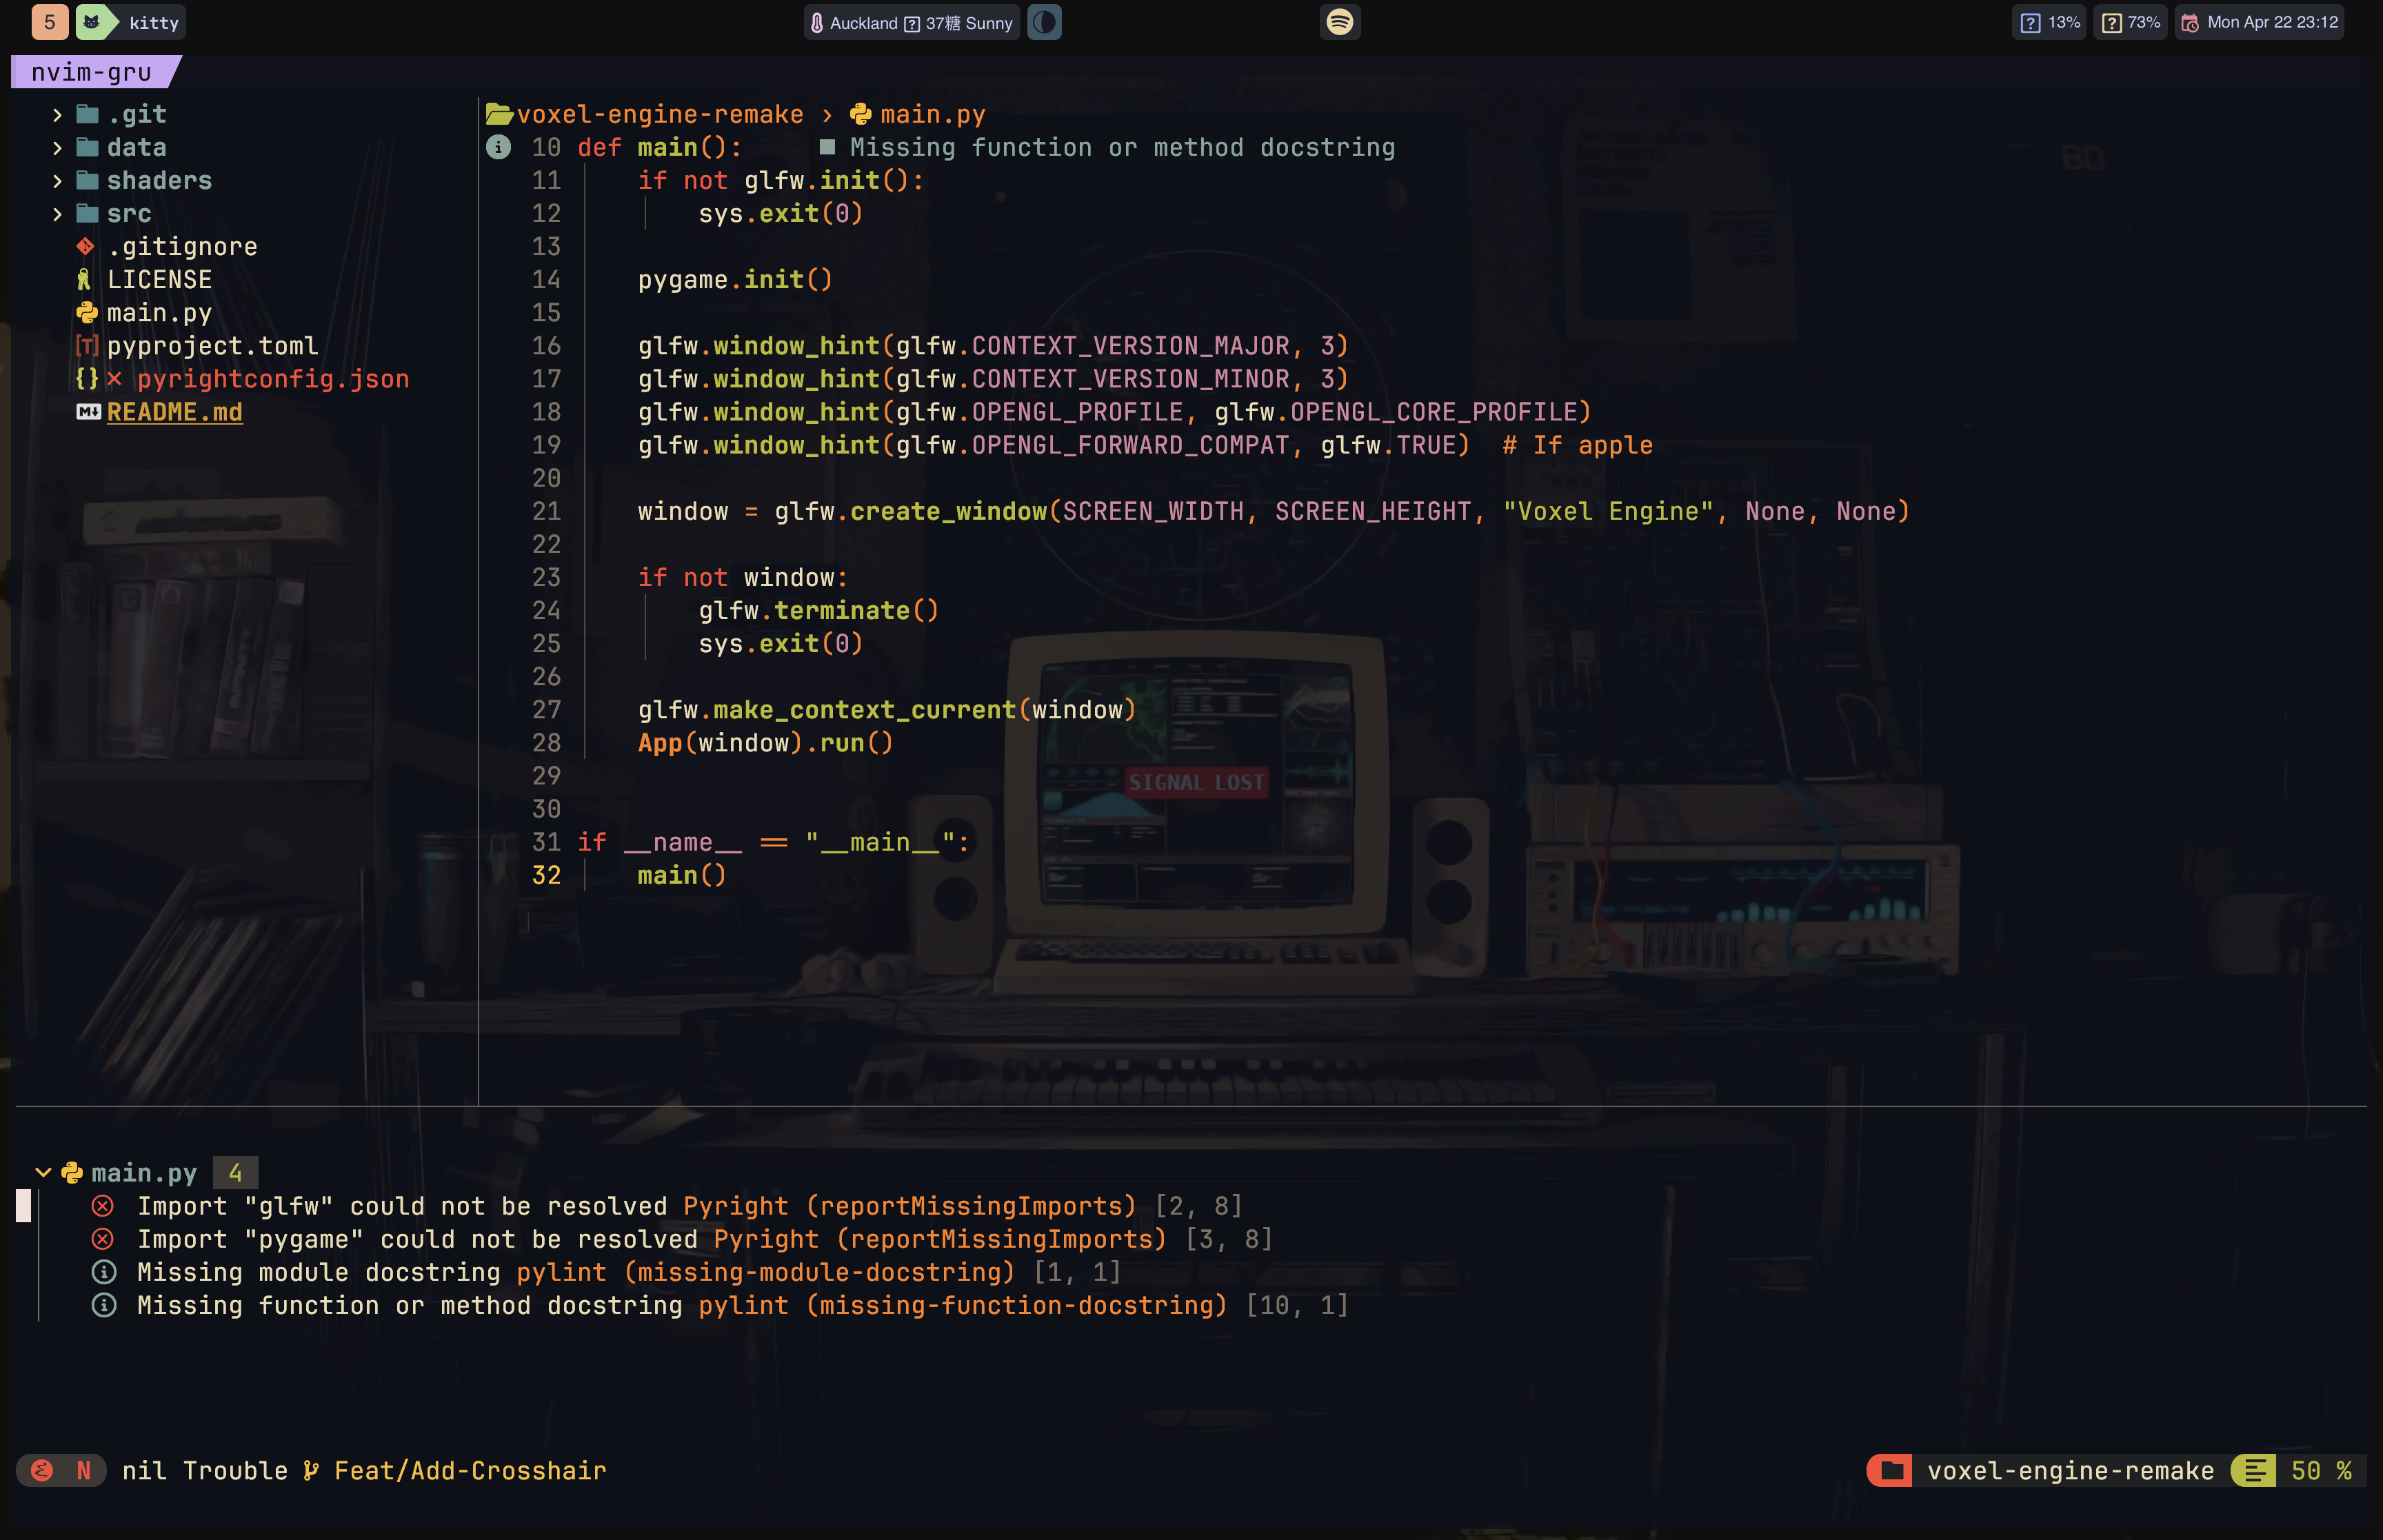 5 kitty Auckland 37糖 Sunny 13% 73% Mon Apr 22 23:12
nvim-gru
.git
data
shaders
src
.gitignore
LICENSE
main.py
pyproject.toml
pyrightconfig.json
README.md
voxel-engine-remake › main.py
10 def main(): ■ Missing function or method docstring
11 if not glfw.init():
12 sys.exit(0)
13
14 pygame.init()
15
16 glfw.window_hint(glfw.CONTEXT_VERSION_MAJOR, 3)
17 glfw.window_hint(glfw.CONTEXT_VERSION_MINOR, 3)
18 glfw.window_hint(glfw.OPENGL_PROFILE, glfw.OPENGL_CORE_PROFILE)
19 glfw.window_hint(glfw.OPENGL_FORWARD_COMPAT, glfw.TRUE) # If apple
20
21 window = glfw.create_window(SCREEN_WIDTH, SCREEN_HEIGHT, "Voxel Engine", None, None)
22
23 if not window:
24 glfw.terminate()
25 sys.exit(0)
26
27 glfw.make_context_current(window)
28 App(window).run()
29
30
31 if __name__ == "__main__":
32 main()
SIGNAL LOST
main.py 4
Import "glfw" could not be resolved Pyright (reportMissingImports) [2, 8]
Import "pygame" could not be resolved Pyright (reportMissingImports) [3, 8]
Missing module docstring pylint (missing-module-docstring) [1, 1]
Missing function or method docstring pylint (missing-function-docstring) [10, 1]
N nil Trouble Feat/Add-Crosshair voxel-engine-remake 50 %